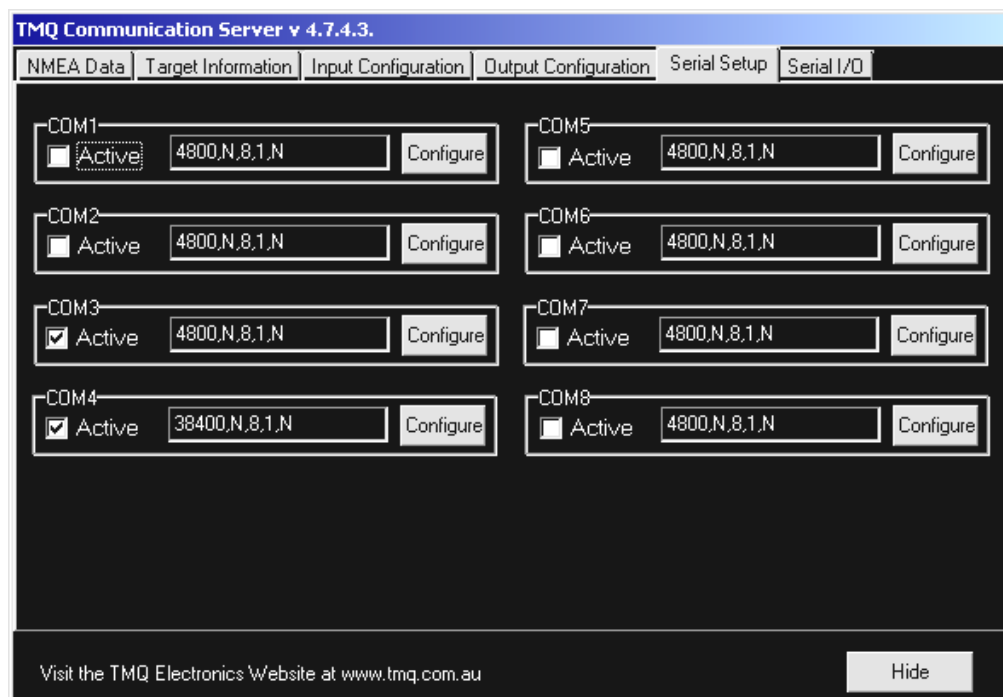 TMQ Communication Server v 4.7.4.3.
NMEA Data Target Information Input Configuration Output Configuration Serial Setup Serial I/O
COM1
Active 4800,N,8,1,N Configure
COM2
Active 4800,N,8,1,N Configure
COM3
Active 4800,N,8,1,N Configure
COM4
Active 38400,N,8,1,N Configure
COM5
Active 4800,N,8,1,N Configure
COM6
Active 4800,N,8,1,N Configure
COM7
Active 4800,N,8,1,N Configure
COM8
Active 4800,N,8,1,N Configure
Visit the TMQ Electronics Website at www.tmq.com.au
Hide